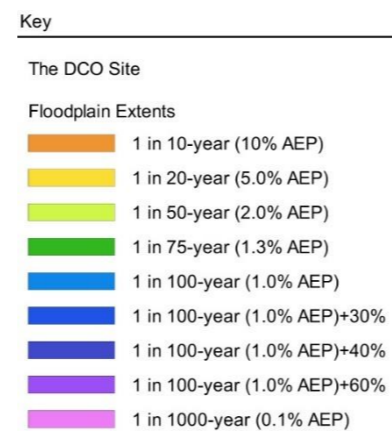 Key
The DCO Site
Floodplain Extents
1 in 10-year (10% AEP)
1 in 20-year (5.0% AEP)
1 in 50-year (2.0% AEP)
1 in 75-year (1.3% AEP)
1 in 100-year (1.0% AEP)
1 in 100-year (1.0% AEP)+30%
1 in 100-year (1.0% AEP)+40%
1 in 100-year (1.0% AEP)+60%
1 in 1000-year (0.1% AEP)